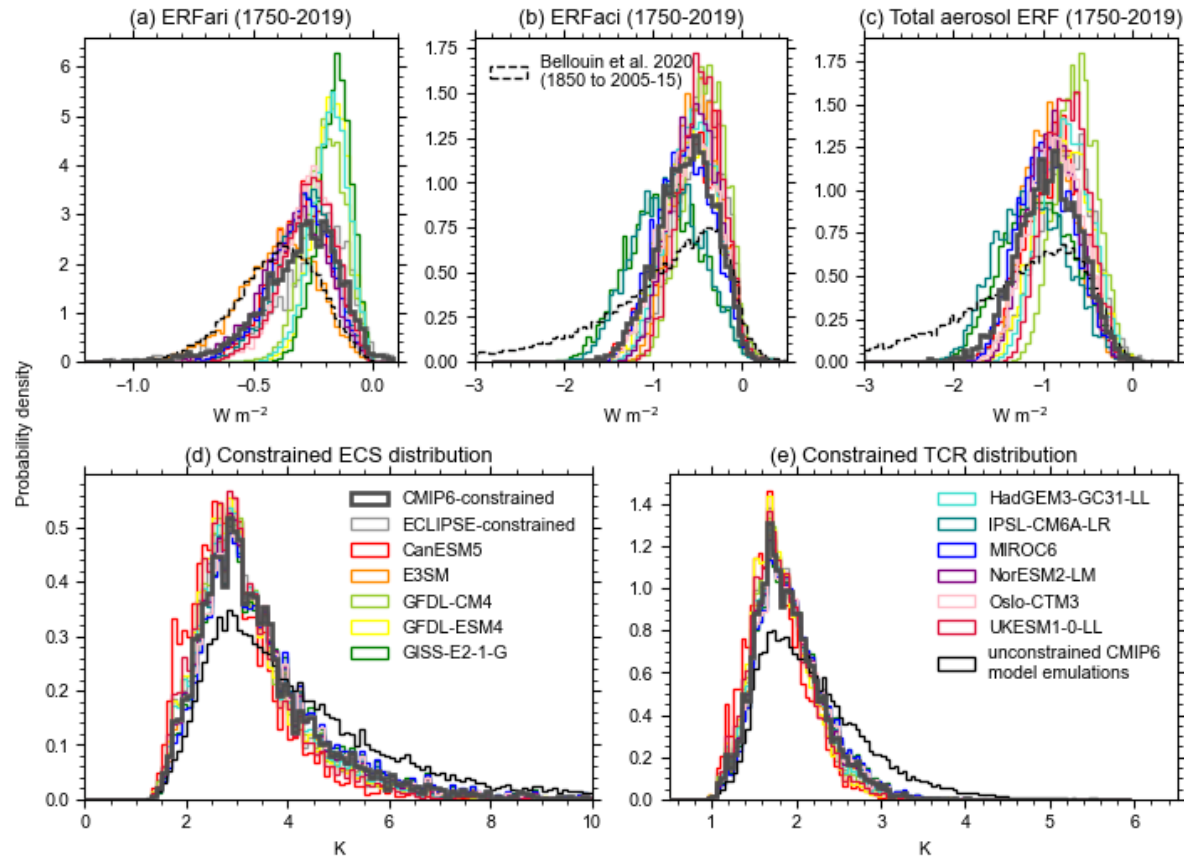 (a) ERFari (1750-2019)
(b) ERFaci (1750-2019)
(c) Total aerosol ERF (1750-2019)
6
5
4
3
2
1
0
−1.0
−0.5
0.0
W m⁻²
1.75
1.50
1.25
1.00
0.75
0.50
0.25
0.00
Bellouin et al. 2020
(1850 to 2005-15)
−3
−2
−1
0
W m⁻²
1.75
1.50
1.25
1.00
0.75
0.50
0.25
0.00
−3
−2
−1
0
W m⁻²
Probability density
(d) Constrained ECS distribution
0.5
0.4
0.3
0.2
0.1
0.0
CMIP6-constrained
ECLIPSE-constrained
CanESM5
E3SM
GFDL-CM4
GFDL-ESM4
GISS-E2-1-G
0
2
4
6
8
10
K
(e) Constrained TCR distribution
1.4
1.2
1.0
0.8
0.6
0.4
0.2
0.0
HadGEM3-GC31-LL
IPSL-CM6A-LR
MIROC6
NorESM2-LM
Oslo-CTM3
UKESM1-0-LL
unconstrained CMIP6
model emulations
1
2
3
4
5
6
K